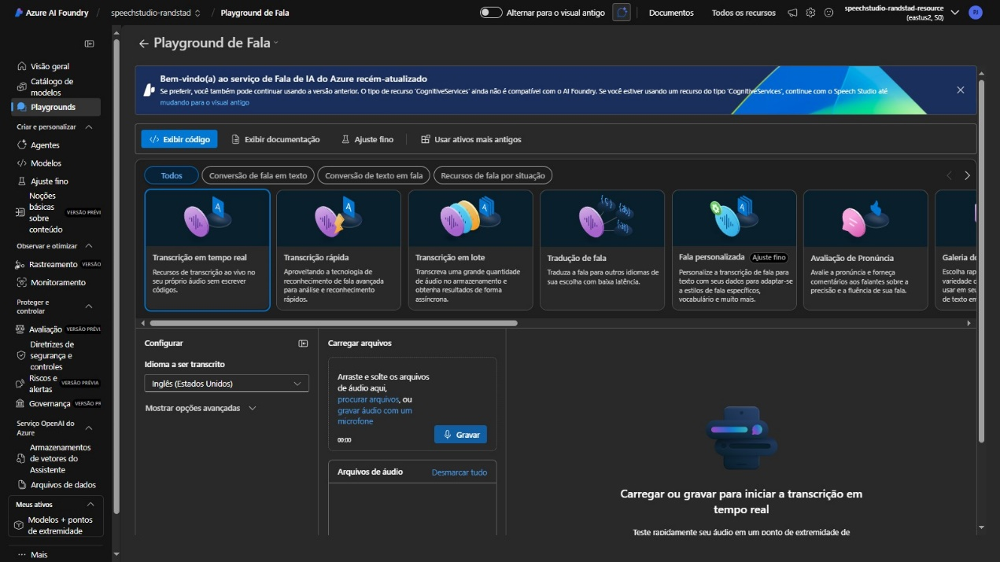 Azure AI Foundry / speechstudio-randstad / Playground de Fala
Alternar para o visual antigo
Documentos
Todos os recursos
speechstudio-randstad-resource
(eastus2, S0)
PJ
Visão geral
Catálogo de
modelos
Playgrounds
Criar e personalizar
Agentes
Modelos
Ajuste fino
Noções
básicas
sobre
conteúdo
VERSÃO PRÉVI
Observar e otimizar
Rastreamento VERSÃO
Monitoramento
Proteger e
controlar
Avaliação VERSÃO PRÉVI
Diretrizes de
segurança e
controles
Riscos e
alertas
VERSÃO PRÉVIA
Governança VERSÃO PR
Serviço OpenAI do
Azure
Armazenamentos
de vetores do
Assistente
Arquivos de dados
Meus ativos
Modelos + pontos
de extremidade
Mais
Playground de Fala
Bem-vindo(a) ao serviço de Fala de IA do Azure recém-atualizado
Se preferir, você também pode continuar usando a versão anterior. O tipo de recurso 'CognitiveServices' ainda não é compatível com o AI Foundry. Se você estiver usando um recurso do tipo 'CognitiveServices', continue com o Speech Studio até
mudando para o visual antigo
Exibir código
Exibir documentação
Ajuste fino
Usar ativos mais antigos
Todos
Conversão de fala em texto
Conversão de texto em fala
Recursos de fala por situação
Transcrição em tempo real
Recursos de transcrição ao vivo no
seu próprio áudio sem escrever
códigos.
Transcrição rápida
Aproveitando a tecnologia de
reconhecimento de fala avançada
para análise e reconhecimento
rápidos.
Transcrição em lote
Transcreva uma grande quantidade
de áudio no armazenamento e
obtenha resultados de forma
assíncrona.
Tradução de fala
Traduza a fala para outros idiomas de
sua escolha com baixa latência.
Fala personalizada Ajuste fino
Personalize a transcrição de fala para
texto com seus dados para adaptar-se
a estilos de fala específicos,
vocabulário e muito mais.
Avaliação de Pronúncia
Avalie a pronúncia e forneça
comentários aos falantes sobre a
precisão e a fluência de sua fala.
Galeria de
Escolha rap
variedade d
usar em seu
de texto em
Configurar
Idioma a ser transcrito
Inglês (Estados Unidos)
Mostrar opções avançadas
Carregar arquivos
Arraste e solte os arquivos
de áudio aqui,
procurar arquivos, ou
gravar áudio com um
microfone
00:00
Gravar
Arquivos de áudio
Desmarcar tudo
Carregar ou gravar para iniciar a transcrição em
tempo real
Teste rapidamente seu áudio em um ponto de extremidade de